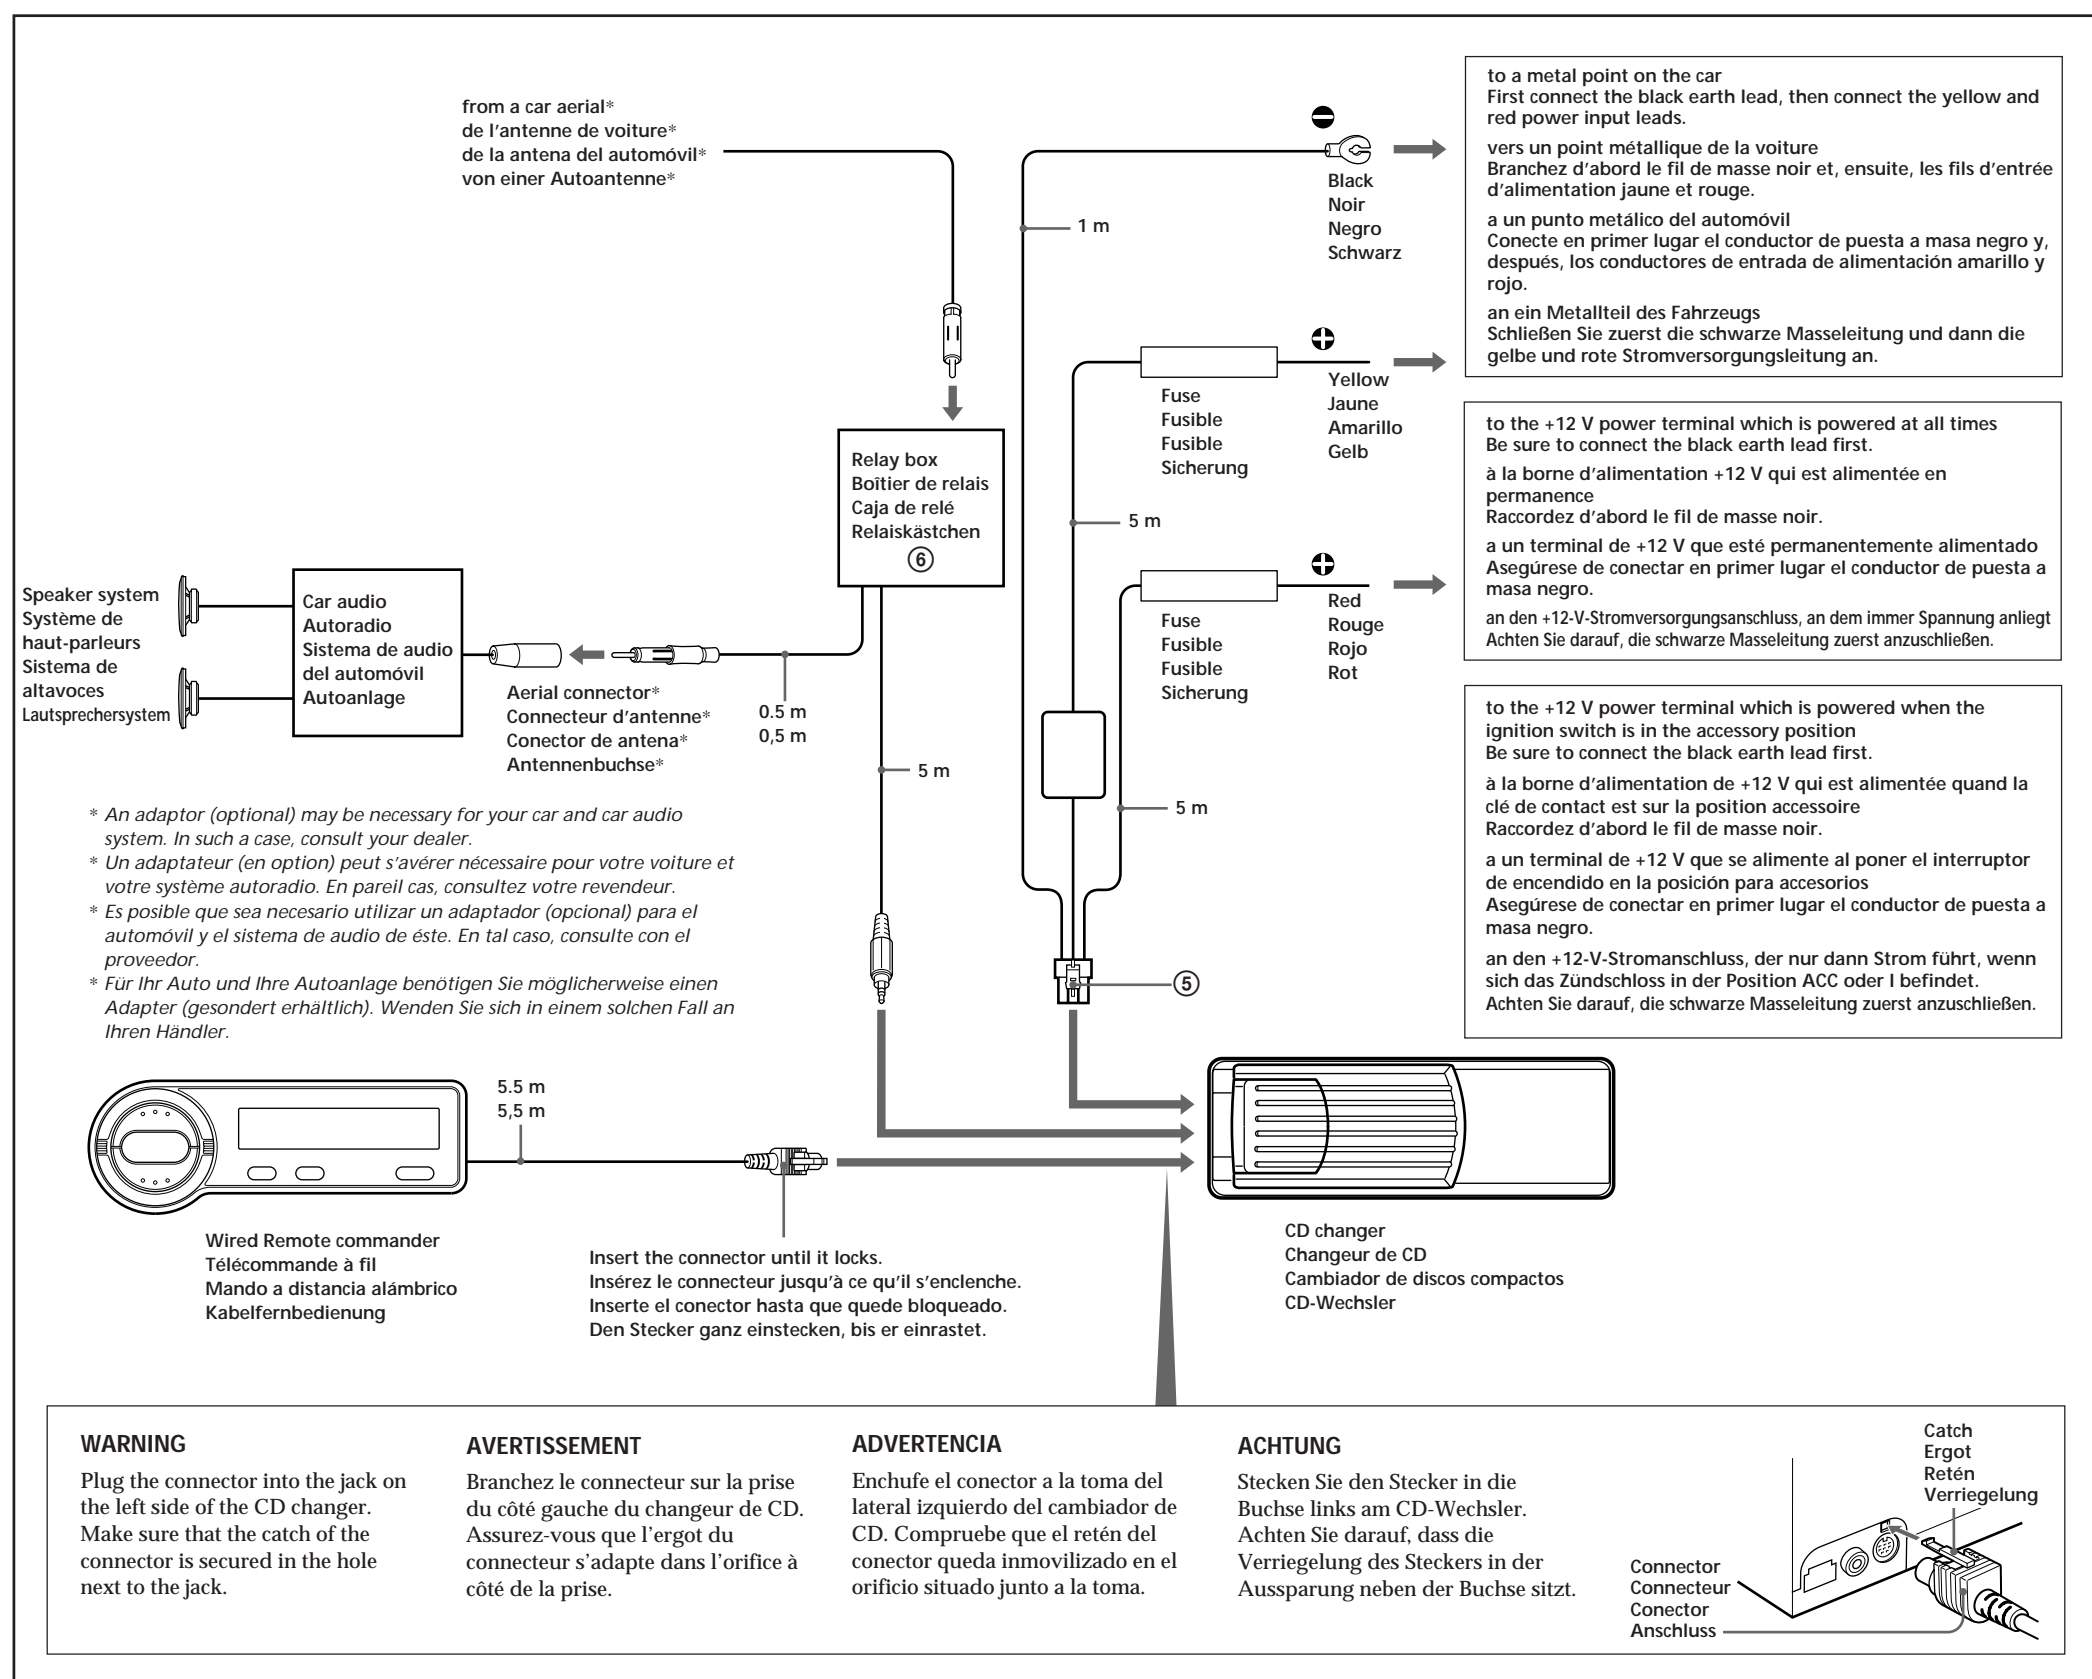 from a car aerial*
de l'antenne de voiture*
de la antena del automóvil*
von einer Autoantenne*
Black
Noir
Negro
Schwarz
1 m
to a metal point on the car
First connect the black earth lead, then connect the yellow and
red power input leads.
vers un point métallique de la voiture
Branchez d'abord le fil de masse noir et, ensuite, les fils d'entrée
d'alimentation jaune et rouge.
a un punto metálico del automóvil
Conecte en primer lugar el conductor de puesta a masa negro y,
después, los conductores de entrada de alimentación amarillo y
rojo.
an ein Metallteil des Fahrzeugs
Schließen Sie zuerst die schwarze Masseleitung und dann die
gelbe und rote Stromversorgungsleitung an.
Fuse
Fusible
Fusible
Sicherung
Yellow
Jaune
Amarillo
Gelb
to the +12 V power terminal which is powered at all times
Be sure to connect the black earth lead first.
à la borne d'alimentation +12 V qui est alimentée en
permanence
Raccordez d'abord le fil de masse noir.
a un terminal de +12 V que esté permanentemente alimentado
Asegúrese de conectar en primer lugar el conductor de puesta a
masa negro.
an den +12-V-Stromversorgungsanschluss, an dem immer Spannung anliegt
Achten Sie darauf, die schwarze Masseleitung zuerst anzuschließen.
Relay box
Boîtier de relais
Caja de relé
Relaiskästchen
⑥
5 m
Fuse
Fusible
Fusible
Sicherung
Red
Rouge
Rojo
Rot
to the +12 V power terminal which is powered when the
ignition switch is in the accessory position
Be sure to connect the black earth lead first.
à la borne d'alimentation de +12 V qui est alimentée quand la
clé de contact est sur la position accessoire
Raccordez d'abord le fil de masse noir.
a un terminal de +12 V que se alimente al poner el interruptor
de encendido en la posición para accesorios
Asegúrese de conectar en primer lugar el conductor de puesta a
masa negro.
an den +12-V-Stromanschluss, der nur dann Strom führt, wenn
sich das Zündschloss in der Position ACC oder I befindet.
Achten Sie darauf, die schwarze Masseleitung zuerst anzuschließen.
Speaker system
Système de
haut-parleurs
Sistema de
altavoces
Lautsprechersystem
Car audio
Autoradio
Sistema de audio
del automóvil
Autoanlage
Aerial connector*
Connecteur d'antenne*
Conector de antena*
Antennenbuchse*
0.5 m
0,5 m
5 m
5 m
⑤
* An adaptor (optional) may be necessary for your car and car audio
system. In such a case, consult your dealer.
* Un adaptateur (en option) peut s'avérer nécessaire pour votre voiture et
votre système autoradio. En pareil cas, consultez votre revendeur.
* Es posible que sea necesario utilizar un adaptador (opcional) para el
automóvil y el sistema de audio de éste. En tal caso, consulte con el
proveedor.
* Für Ihr Auto und Ihre Autoanlage benötigen Sie möglicherweise einen
Adapter (gesondert erhältlich). Wenden Sie sich in einem solchen Fall an
Ihren Händler.
5.5 m
5,5 m
Wired Remote commander
Télécommande à fil
Mando a distancia alámbrico
Kabelfernbedienung
Insert the connector until it locks.
Insérez le connecteur jusqu'à ce qu'il s'enclenche.
Inserte el conector hasta que quede bloqueado.
Den Stecker ganz einstecken, bis er einrastet.
CD changer
Changeur de CD
Cambiador de discos compactos
CD-Wechsler
WARNING
Plug the connector into the jack on
the left side of the CD changer.
Make sure that the catch of the
connector is secured in the hole
next to the jack.
AVERTISSEMENT
Branchez le connecteur sur la prise
du côté gauche du changeur de CD.
Assurez-vous que l'ergot du
connecteur s'adapte dans l'orifice à
côté de la prise.
ADVERTENCIA
Enchufe el conector a la toma del
lateral izquierdo del cambiador de
CD. Compruebe que el retén del
conector queda inmovilizado en el
orificio situado junto a la toma.
ACHTUNG
Stecken Sie den Stecker in die
Buchse links am CD-Wechsler.
Achten Sie darauf, dass die
Verriegelung des Steckers in der
Aussparung neben der Buchse sitzt.
Catch
Ergot
Retén
Verriegelung
Connector
Connecteur
Conector
Anschluss